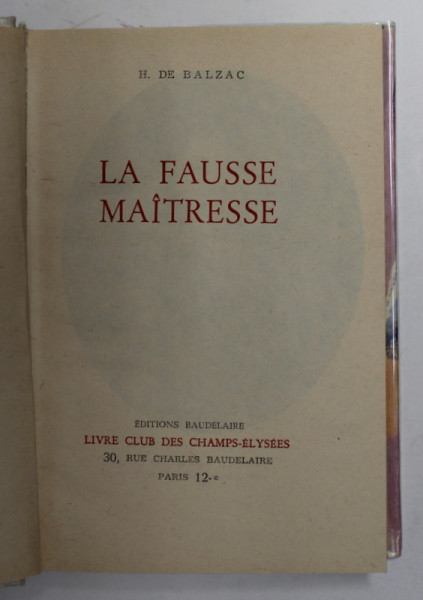 H. DE BALZAC
LA FAUSSE
MAÎTRESSE
ÉDITIONS BAUDELAIRE
LIVRE CLUB DES CHAMPS-ÉLYSÉES
30, RUE CHARLES BAUDELAIRE
PARIS 12.e